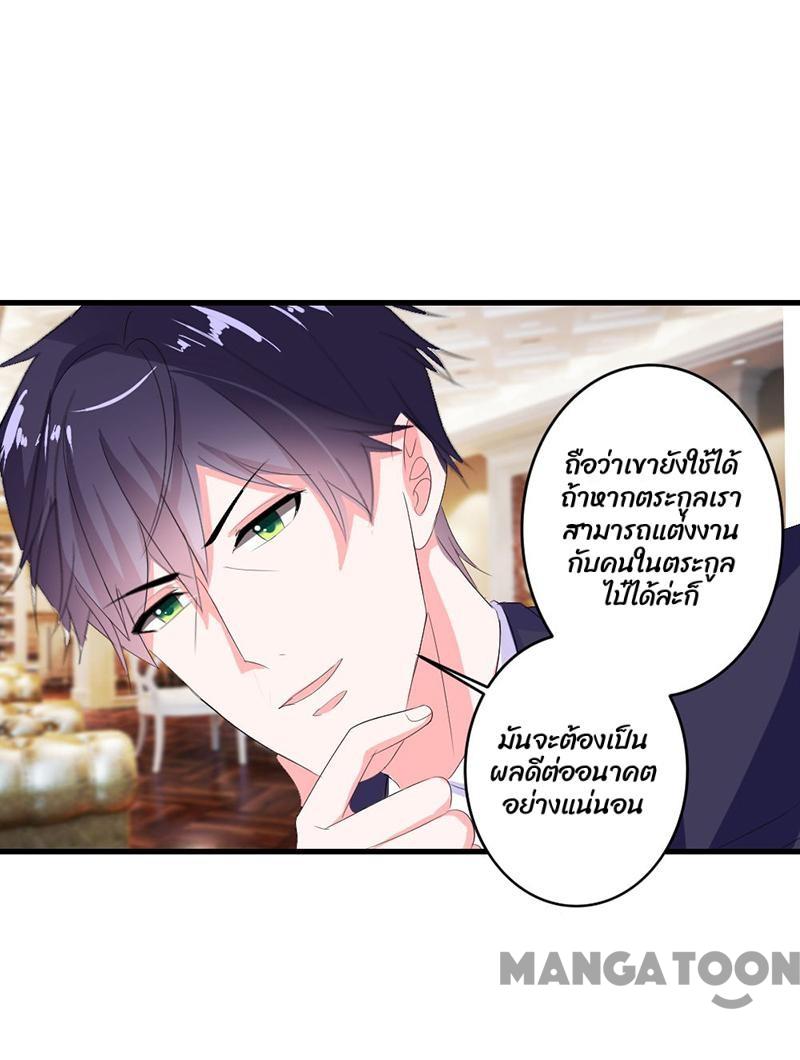 ถือว่าเขายังใช้ได้
ถ้าหากตระกูลเรา
สามารถแต่งงาน
กับคนในตระกูล
ไป๋ได้ล่ะก็
มันจะต้องเป็น
ผลดีต่ออนาคต
อย่างแน่นอน
MANGATOON